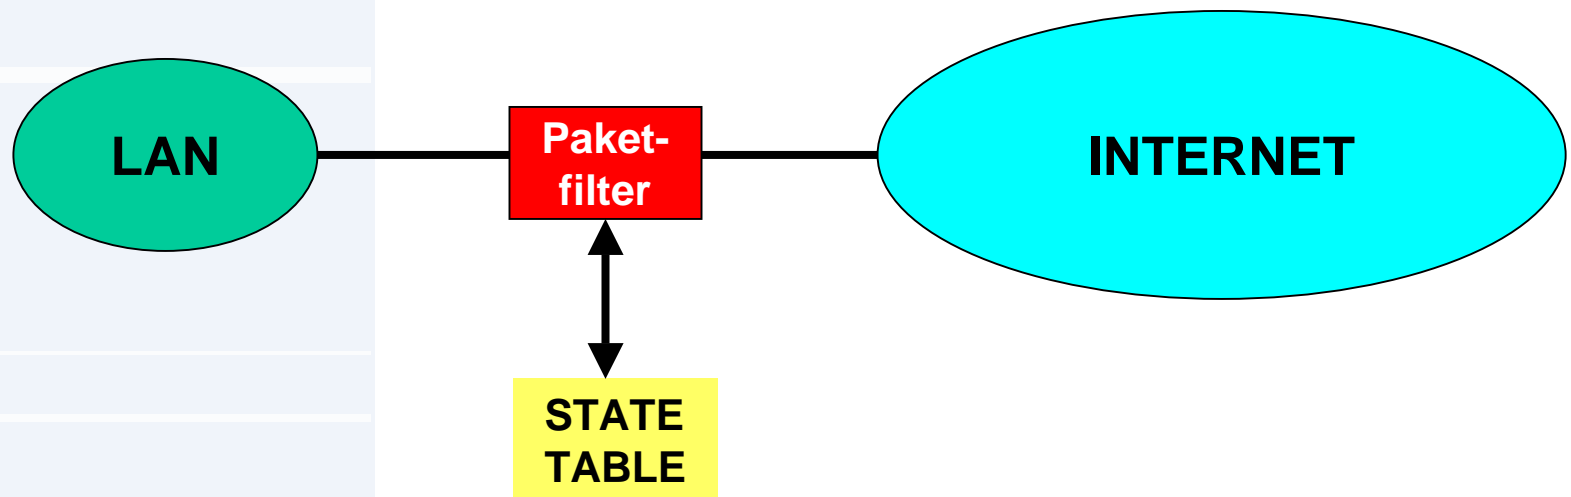 LAN
Paket-
filter
INTERNET
STATE
TABLE